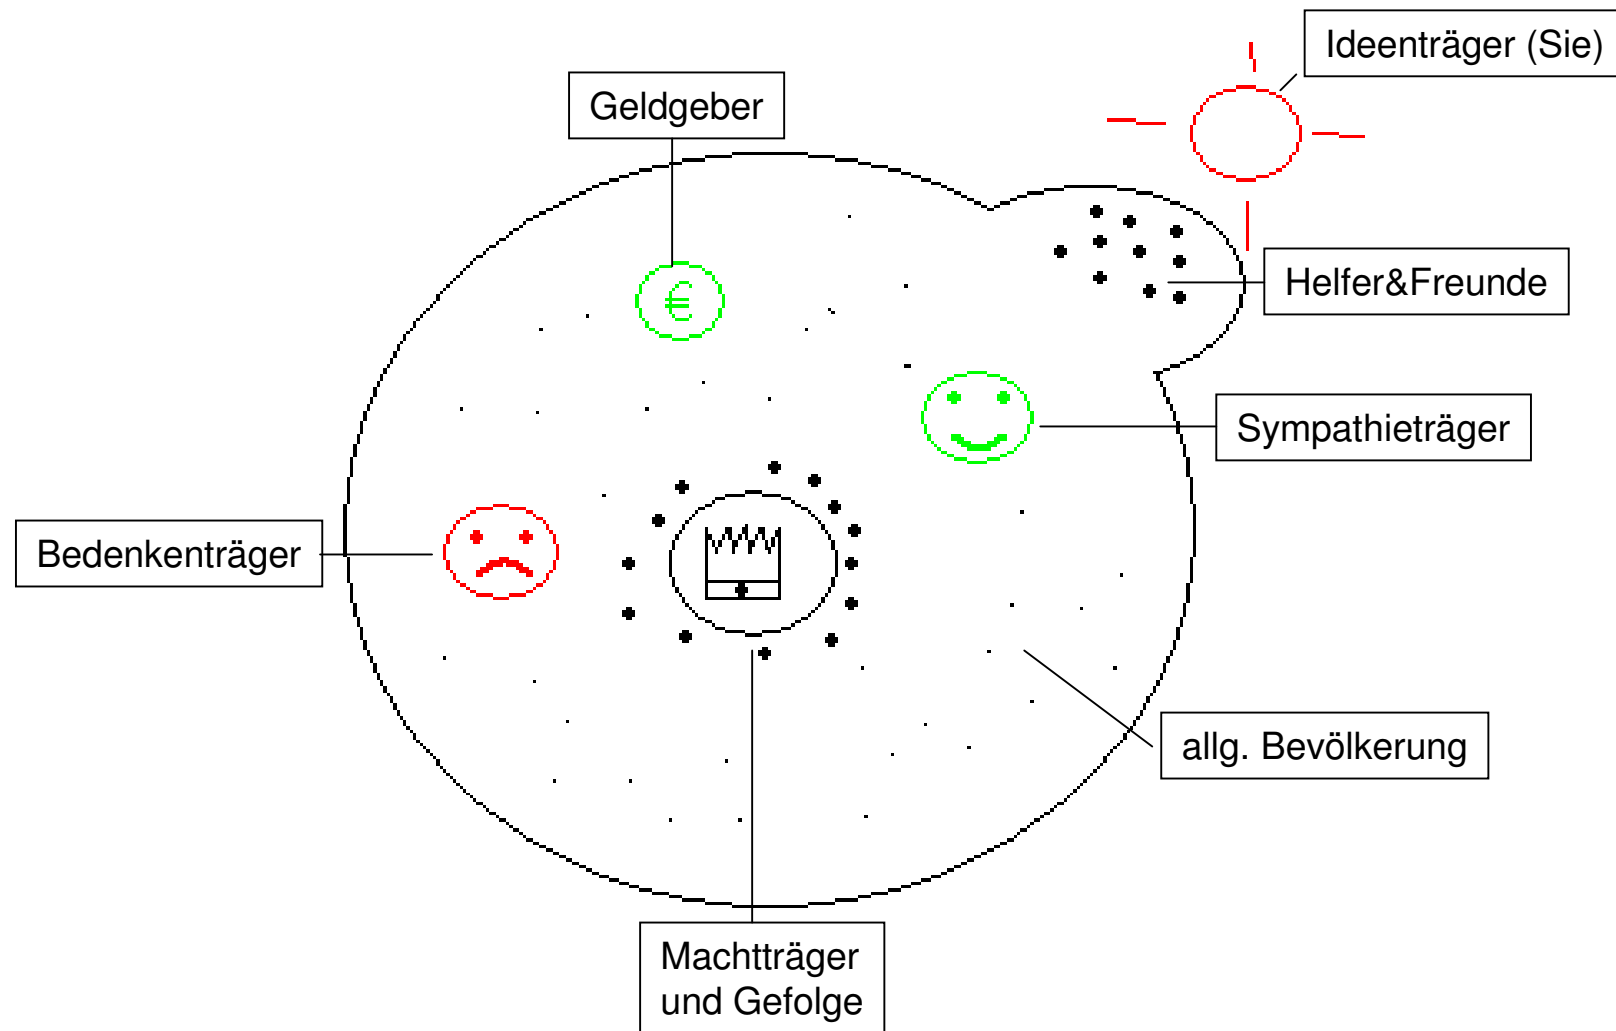 Ideenträger (Sie)
Geldgeber
€
Helfer&Freunde
Sympathieträger
Bedenkenträger
allg. Bevölkerung
Machtträger
und Gefolge